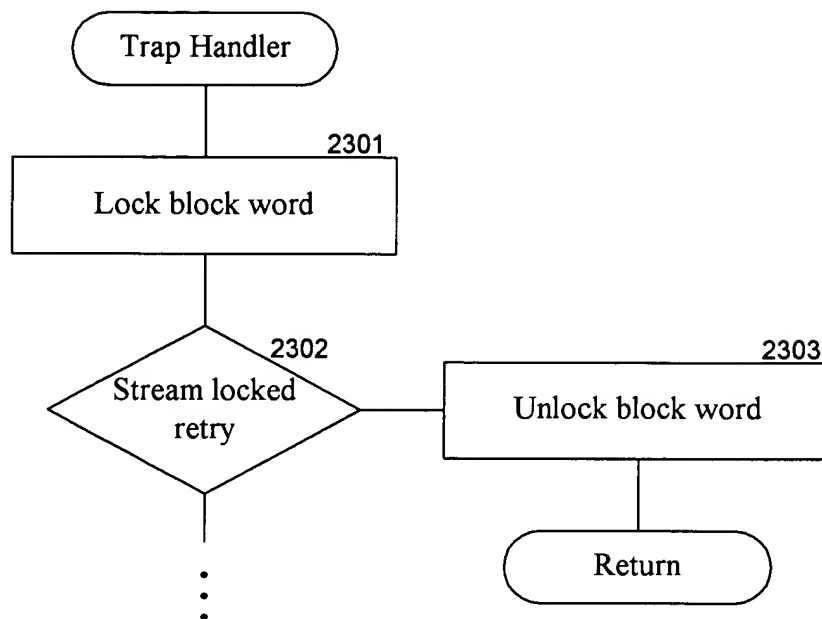 Trap Handler
2301
Lock block word
2302
Stream locked
retry
2303
Unlock block word
Return